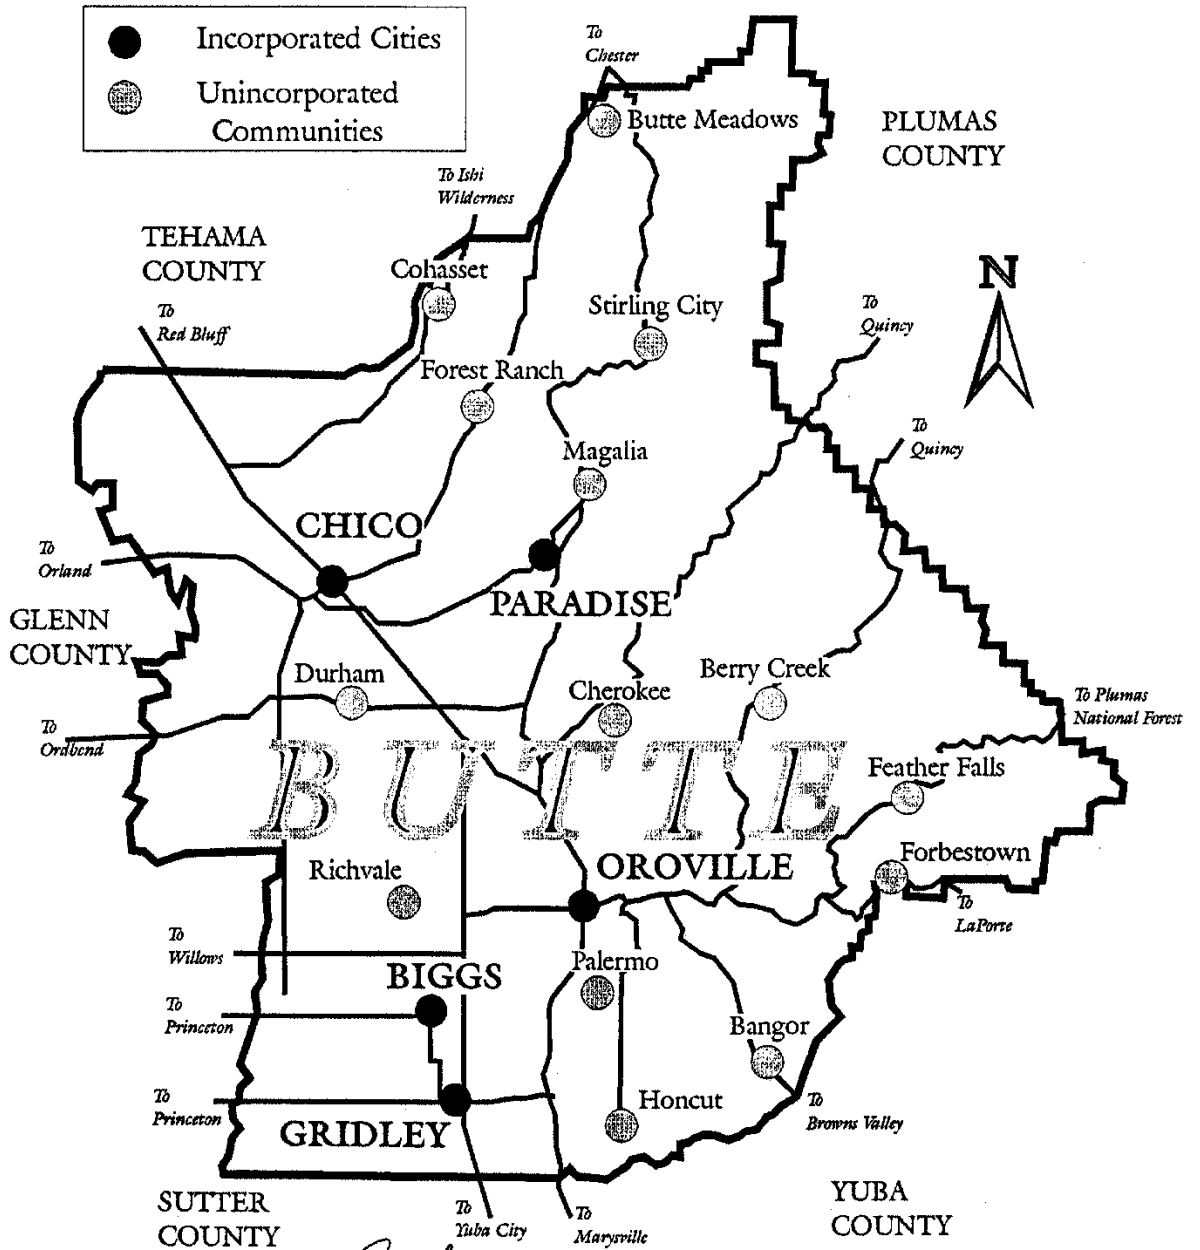 Incorporated Cities
Unincorporated
Communities
To
Chester
Butte Meadows
PLUMAS
COUNTY
To Ishi
Wilderness
TEHAMA
COUNTY
Cohasset
N
To
Red Bluff
Stirling City
To
Quincy
Forest Ranch
To
Quincy
Magalia
CHICO
To
Orland
PARADISE
GLENN
COUNTY
Durham
Berry Creek
Cherokee
To Plumas
National Forest
To
Ordbend
BUTTE
Feather Falls
Richvale
OROVILLE
Forbestown
To
LaPorte
To
Willows
BIGGS
Palermo
To
Princeton
Bangor
To
Princeton
Honcut
To
Browns Valley
GRIDLEY
SUTTER
COUNTY
To
Yuba City
To
Marysville
YUBA
COUNTY